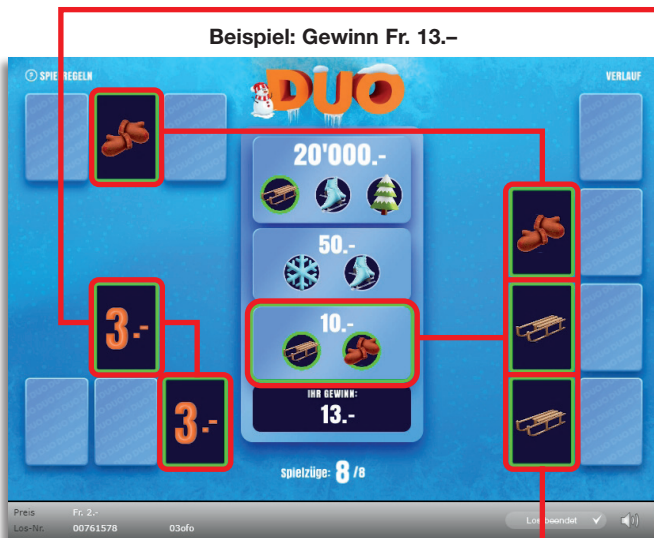 Beispiel: Gewinn Fr. 13.–
? SPIELREGELN
DUO
VERLAUF
20'000.-
50.-
10.-
3.-
3.-
IHR GEWINN:
13.-
Spielzüge: 8 /8
Preis Fr. 2.-
Los-Nr. 00761578 03ofo
Los beendet